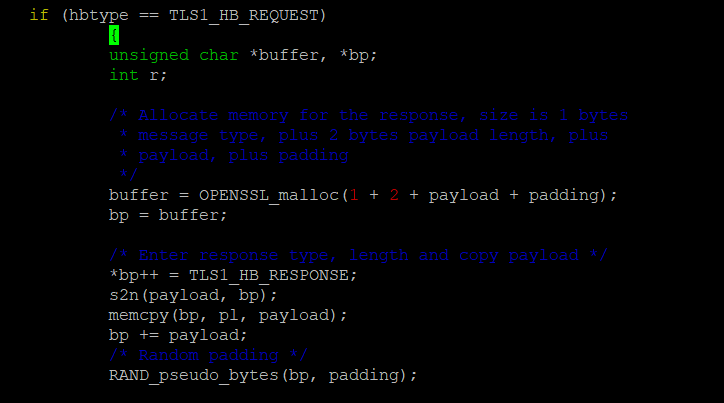 if (hbtype == TLS1_HB_REQUEST)
{
unsigned char *buffer, *bp;
int r;
/* Allocate memory for the response, size is 1 bytes
* message type, plus 2 bytes payload length, plus
* payload, plus padding
*/
buffer = OPENSSL_malloc(1 + 2 + payload + padding);
bp = buffer;
/* Enter response type, length and copy payload */
*bp++ = TLS1_HB_RESPONSE;
s2n(payload, bp);
memcpy(bp, pl, payload);
bp += payload;
/* Random padding */
RAND_pseudo_bytes(bp, padding);